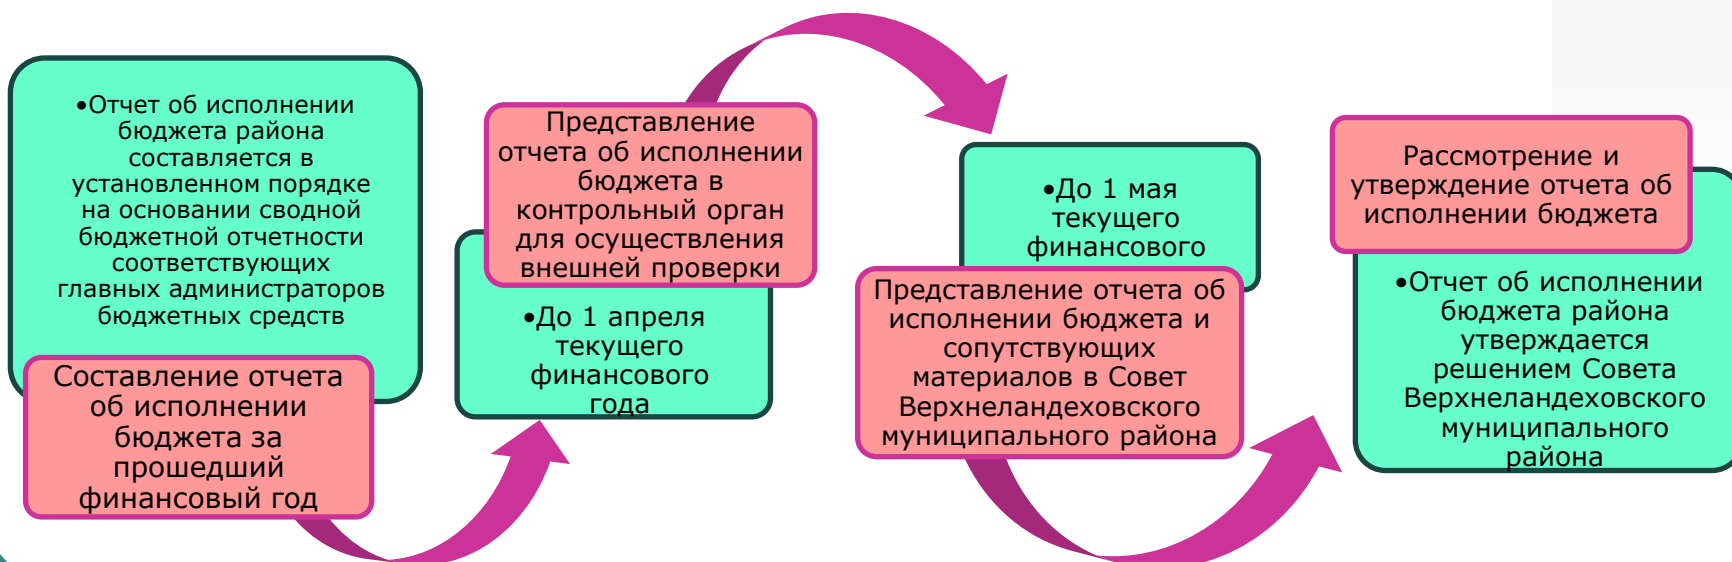 •Отчет об исполнении
бюджета района
составляется в
установленном порядке
на основании сводной
бюджетной отчетности
соответствующих
главных администраторов
бюджетных средств
Составление отчета
об исполнении
бюджета за
прошедший
финансовый год
Представление
отчета об исполнении
бюджета в
контрольный орган
для осуществления
внешней проверки
•До 1 апреля
текущего
финансового
года
•До 1 мая
текущего
финансового
Представление отчета об
исполнении бюджета и
сопутствующих
материалов в Совет
Верхнеландеховского
муниципального района
Рассмотрение и
утверждение отчета об
исполнении бюджета
•Отчет об исполнении
бюджета района
утверждается
решением Совета
Верхнеландеховского
муниципального
района